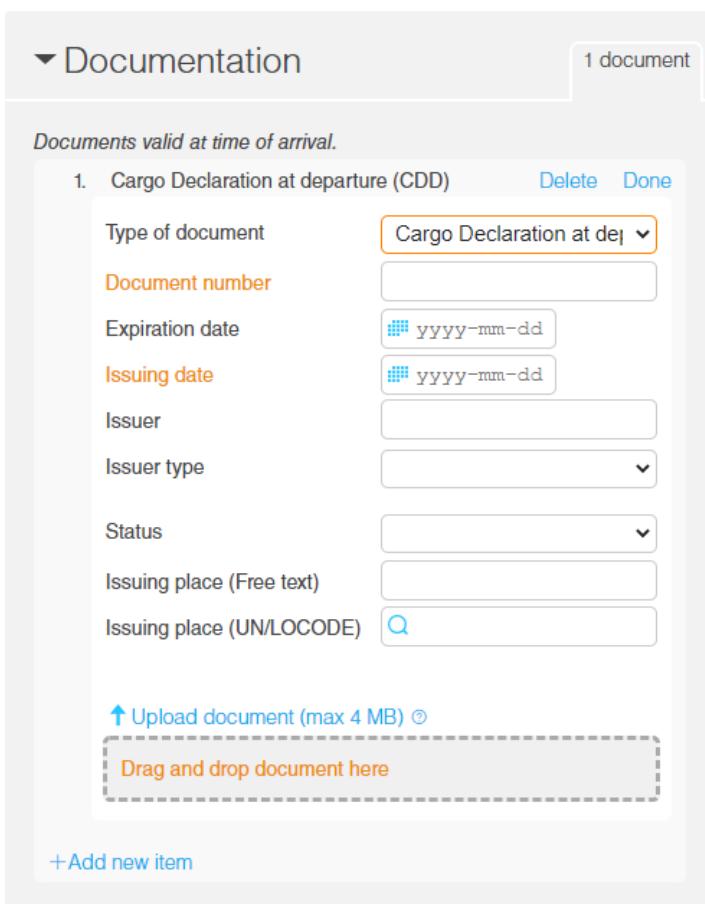 Documentation
1 document
Documents valid at time of arrival.
1. Cargo Declaration at departure (CDD) Delete Done
Type of document Cargo Declaration at dep
Document number
Expiration date yyyy-mm-dd
Issuing date yyyy-mm-dd
Issuer
Issuer type
Status
Issuing place (Free text)
Issuing place (UN/LOCODE)
Upload document (max 4 MB) ?
Drag and drop document here
+Add new item